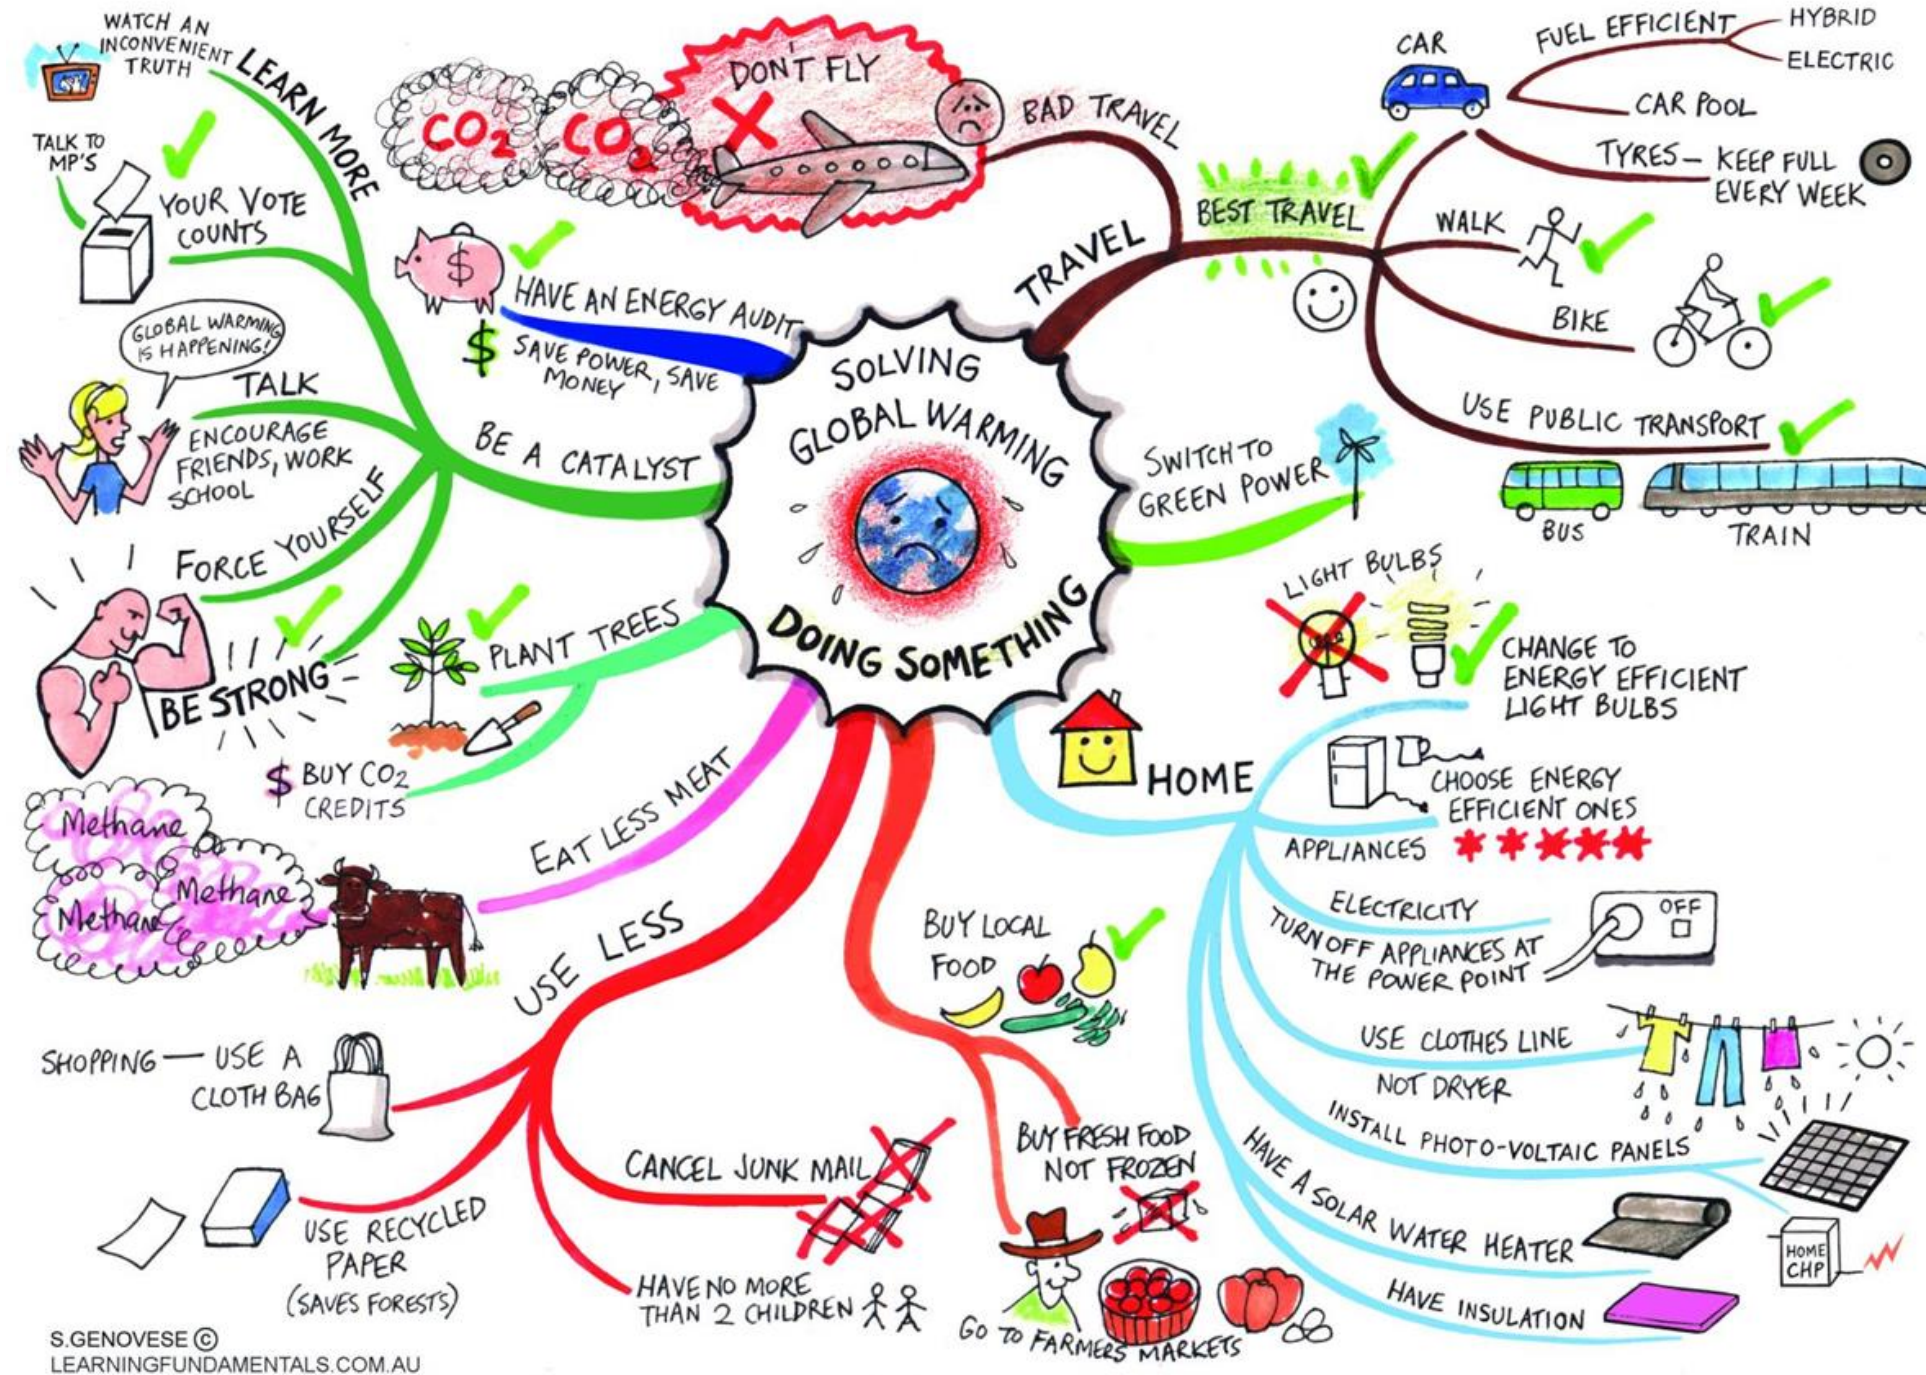 SOLVING
GLOBAL WARMING
DOING SOMETHING
TRAVEL
BAD TRAVEL
DON'T FLY
CO2
CO2
BEST TRAVEL
CAR
FUEL EFFICIENT
HYBRID
ELECTRIC
CAR POOL
TYRES – KEEP FULL
EVERY WEEK
WALK
BIKE
USE PUBLIC TRANSPORT
BUS
TRAIN
SWITCH TO
GREEN POWER
HOME
LIGHT BULBS
CHANGE TO
ENERGY EFFICIENT
LIGHT BULBS
CHOOSE ENERGY
EFFICIENT ONES
APPLIANCES
ELECTRICITY
TURN OFF APPLIANCES AT
THE POWER POINT
OFF
USE CLOTHES LINE
NOT DRYER
INSTALL PHOTO-VOLTAIC PANELS
HOME
CHP
HAVE A SOLAR WATER HEATER
HAVE INSULATION
BUY LOCAL
FOOD
BUY FRESH FOOD
NOT FROZEN
GO TO FARMERS MARKETS
USE LESS
SHOPPING — USE A
CLOTH BAG
USE RECYCLED
PAPER
(SAVES FORESTS)
CANCEL JUNK MAIL
HAVE NO MORE
THAN 2 CHILDREN
EAT LESS MEAT
Methane
Methane
Methane
PLANT TREES
$ BUY CO2
CREDITS
BE A CATALYST
LEARN MORE
WATCH AN
INCONVENIENT
TRUTH
TALK TO
MP'S
YOUR VOTE
COUNTS
TALK
GLOBAL WARMING
IS HAPPENING!
ENCOURAGE
FRIENDS, WORK
SCHOOL
FORCE YOURSELF
BE STRONG
HAVE AN ENERGY AUDIT
$
$ SAVE POWER, SAVE
MONEY
S.GENOVESE ©
LEARNINGFUNDAMENTALS.COM.AU